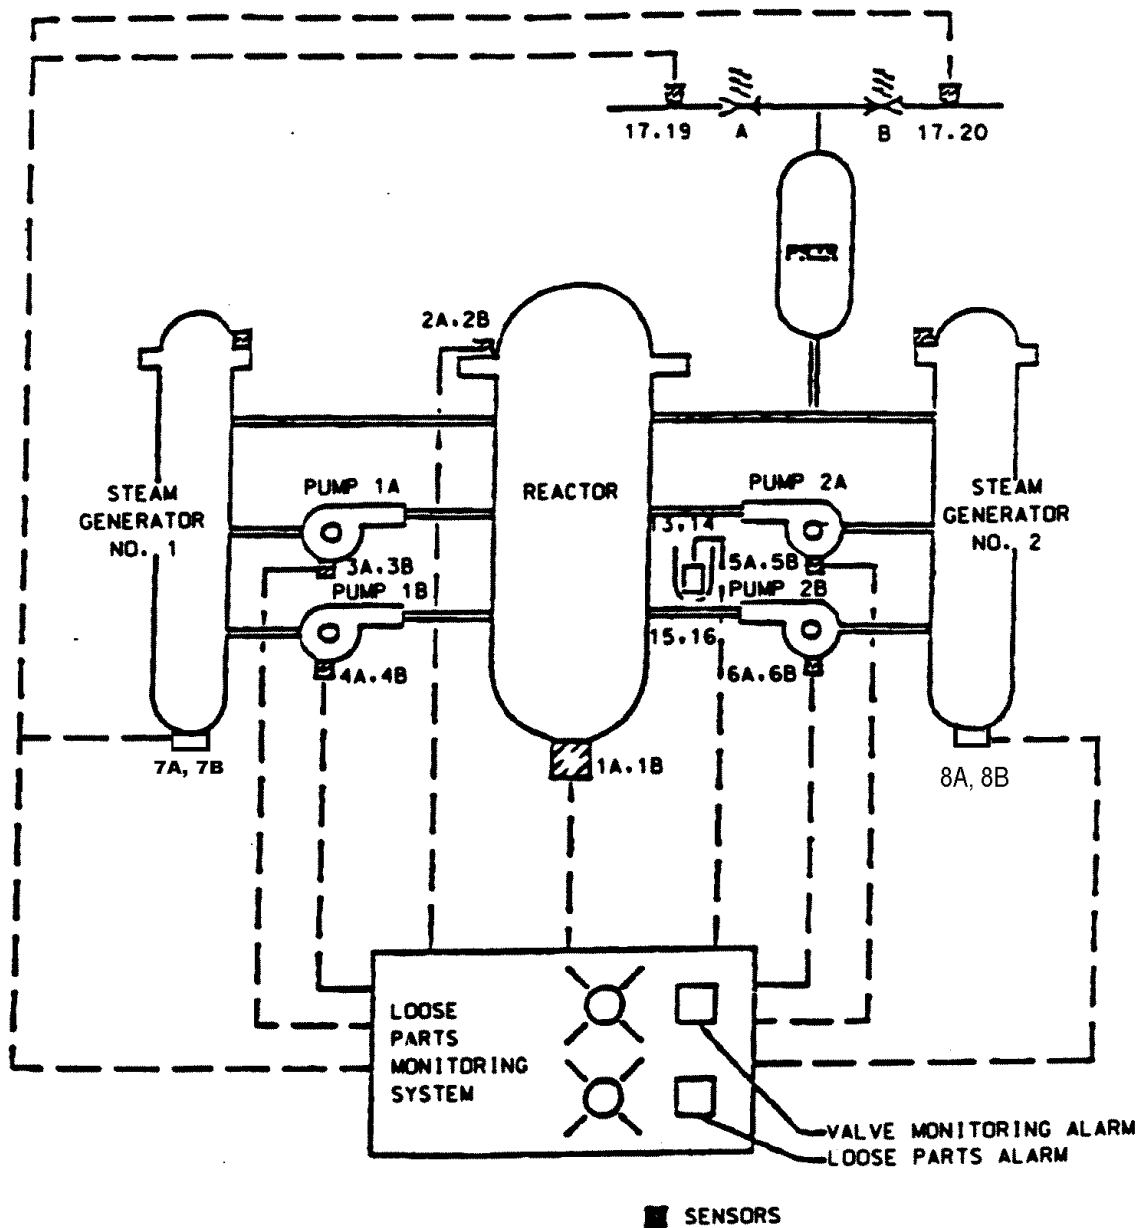 17.19
A
B
17.20
2A.2B
STEAM
GENERATOR
NO. 1
PUMP 1A
REACTOR
PUMP 2A
STEAM
GENERATOR
NO. 2
13.14
3A.3B
5A.5B
PUMP 1B
PUMP 2B
15.16
4A.4B
6A.6B
7A, 7B
1A.1B
8A, 8B
LOOSE
PARTS
MONITORING
SYSTEM
VALVE MONITORING ALARM
LOOSE PARTS ALARM
SENSORS